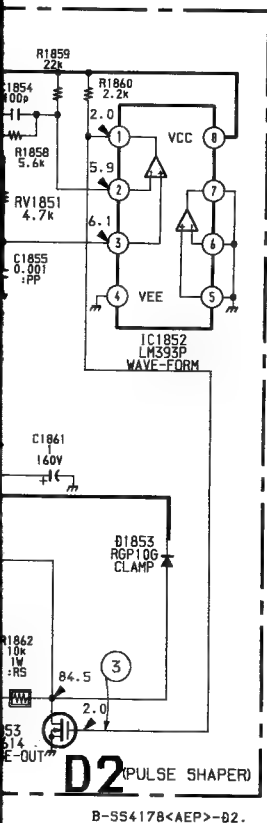 R1859
22k
C1854
100p
R1860
2.2k
2.0
1
VCC
8
R1858
5.6k
5.9
2
7
RV1851
4.7k
6.1
3
6
C1855
0.001
:PP
4
VEE
5
IC1852
LM393P
WAVE-FORM
C1861
1
160V
+
D1853
RGP10G
CLAMP
R1862
10k
1W
:RS
84.5
3
2.0
53
614
E-OUT
D2 (PULSE SHAPER)
B-SS4178<AEP>-D2.